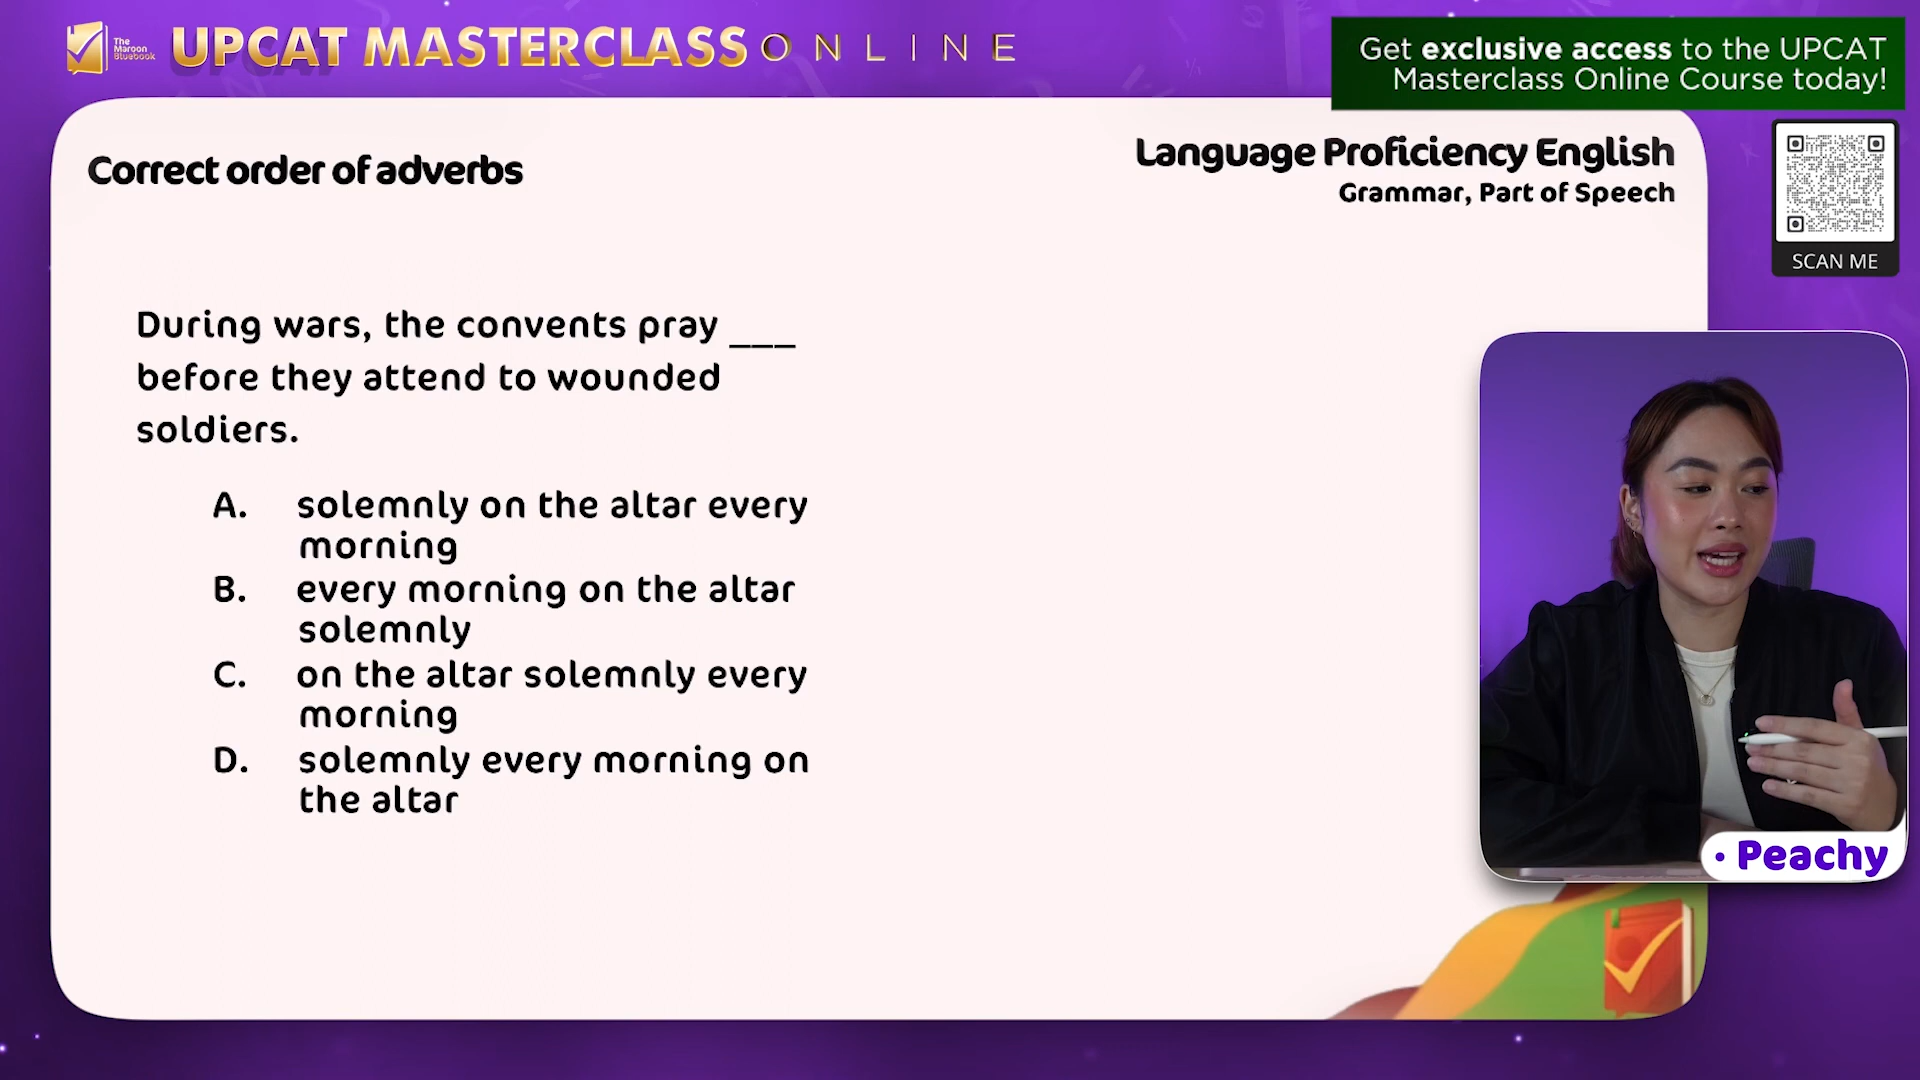 The
Maroon
Bluebook
UPCAT MASTERCLASS ONLINE
Get exclusive access to the UPCAT
Masterclass Online Course today!
SCAN ME
Correct order of adverbs
Language Proficiency English
Grammar, Part of Speech
During wars, the convents pray ___
before they attend to wounded
soldiers.
A. solemnly on the altar every
morning
B. every morning on the altar
solemnly
C. on the altar solemnly every
morning
D. solemnly every morning on
the altar
• Peachy